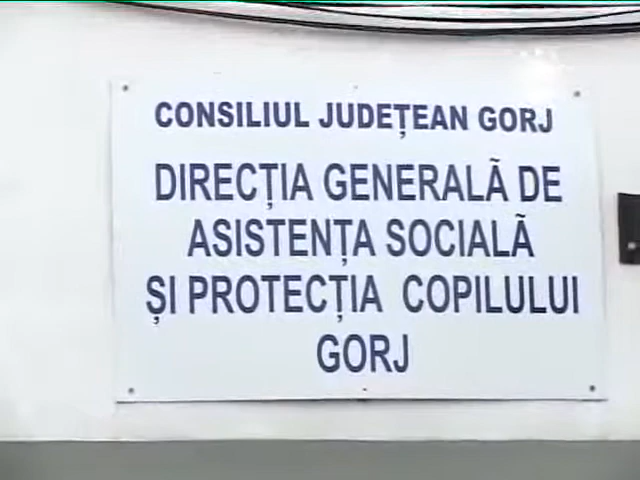 CONSILIUL JUDEȚEAN GORJ
DIRECȚIA GENERALĂ DE
ASISTENȚA SOCIALĂ
ȘI PROTECȚIA COPILULUI
GORJ